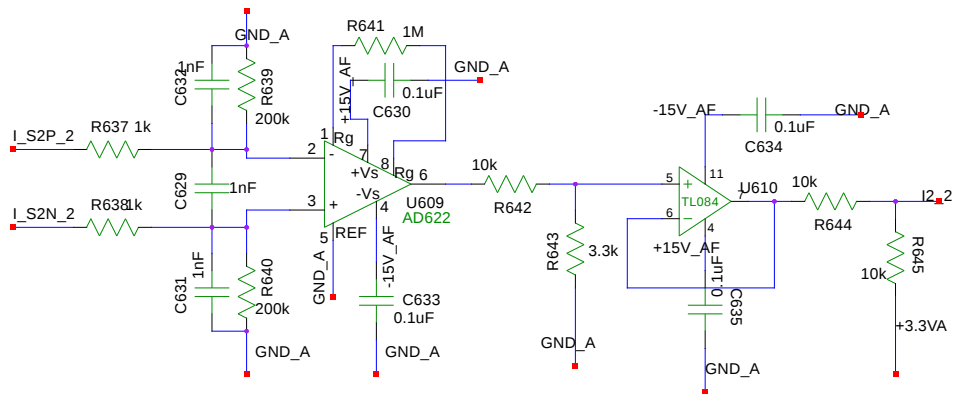 GND_A
C632
1nF
R639
200k
I_S2P_2
R637 1k
C629
1nF
I_S2N_2
R638
1k
C631
1nF
R640
200k
GND_A
R641
1M
+15V_AF
C630
0.1uF
GND_A
1
Rg
2
-
7
+Vs
8
Rg
6
-Vs
3
+
4
5
REF
U609
AD622
GND_A
-15V_AF
C633
0.1uF
GND_A
10k
R642
R643
3.3k
GND_A
-15V_AF
C634
0.1uF
GND_A
5
+
11
TL084
7
U610
6
−
4
+15V_AF
0.1uF
C635
GND_A
10k
R644
I2_2
R645
10k
+3.3VA